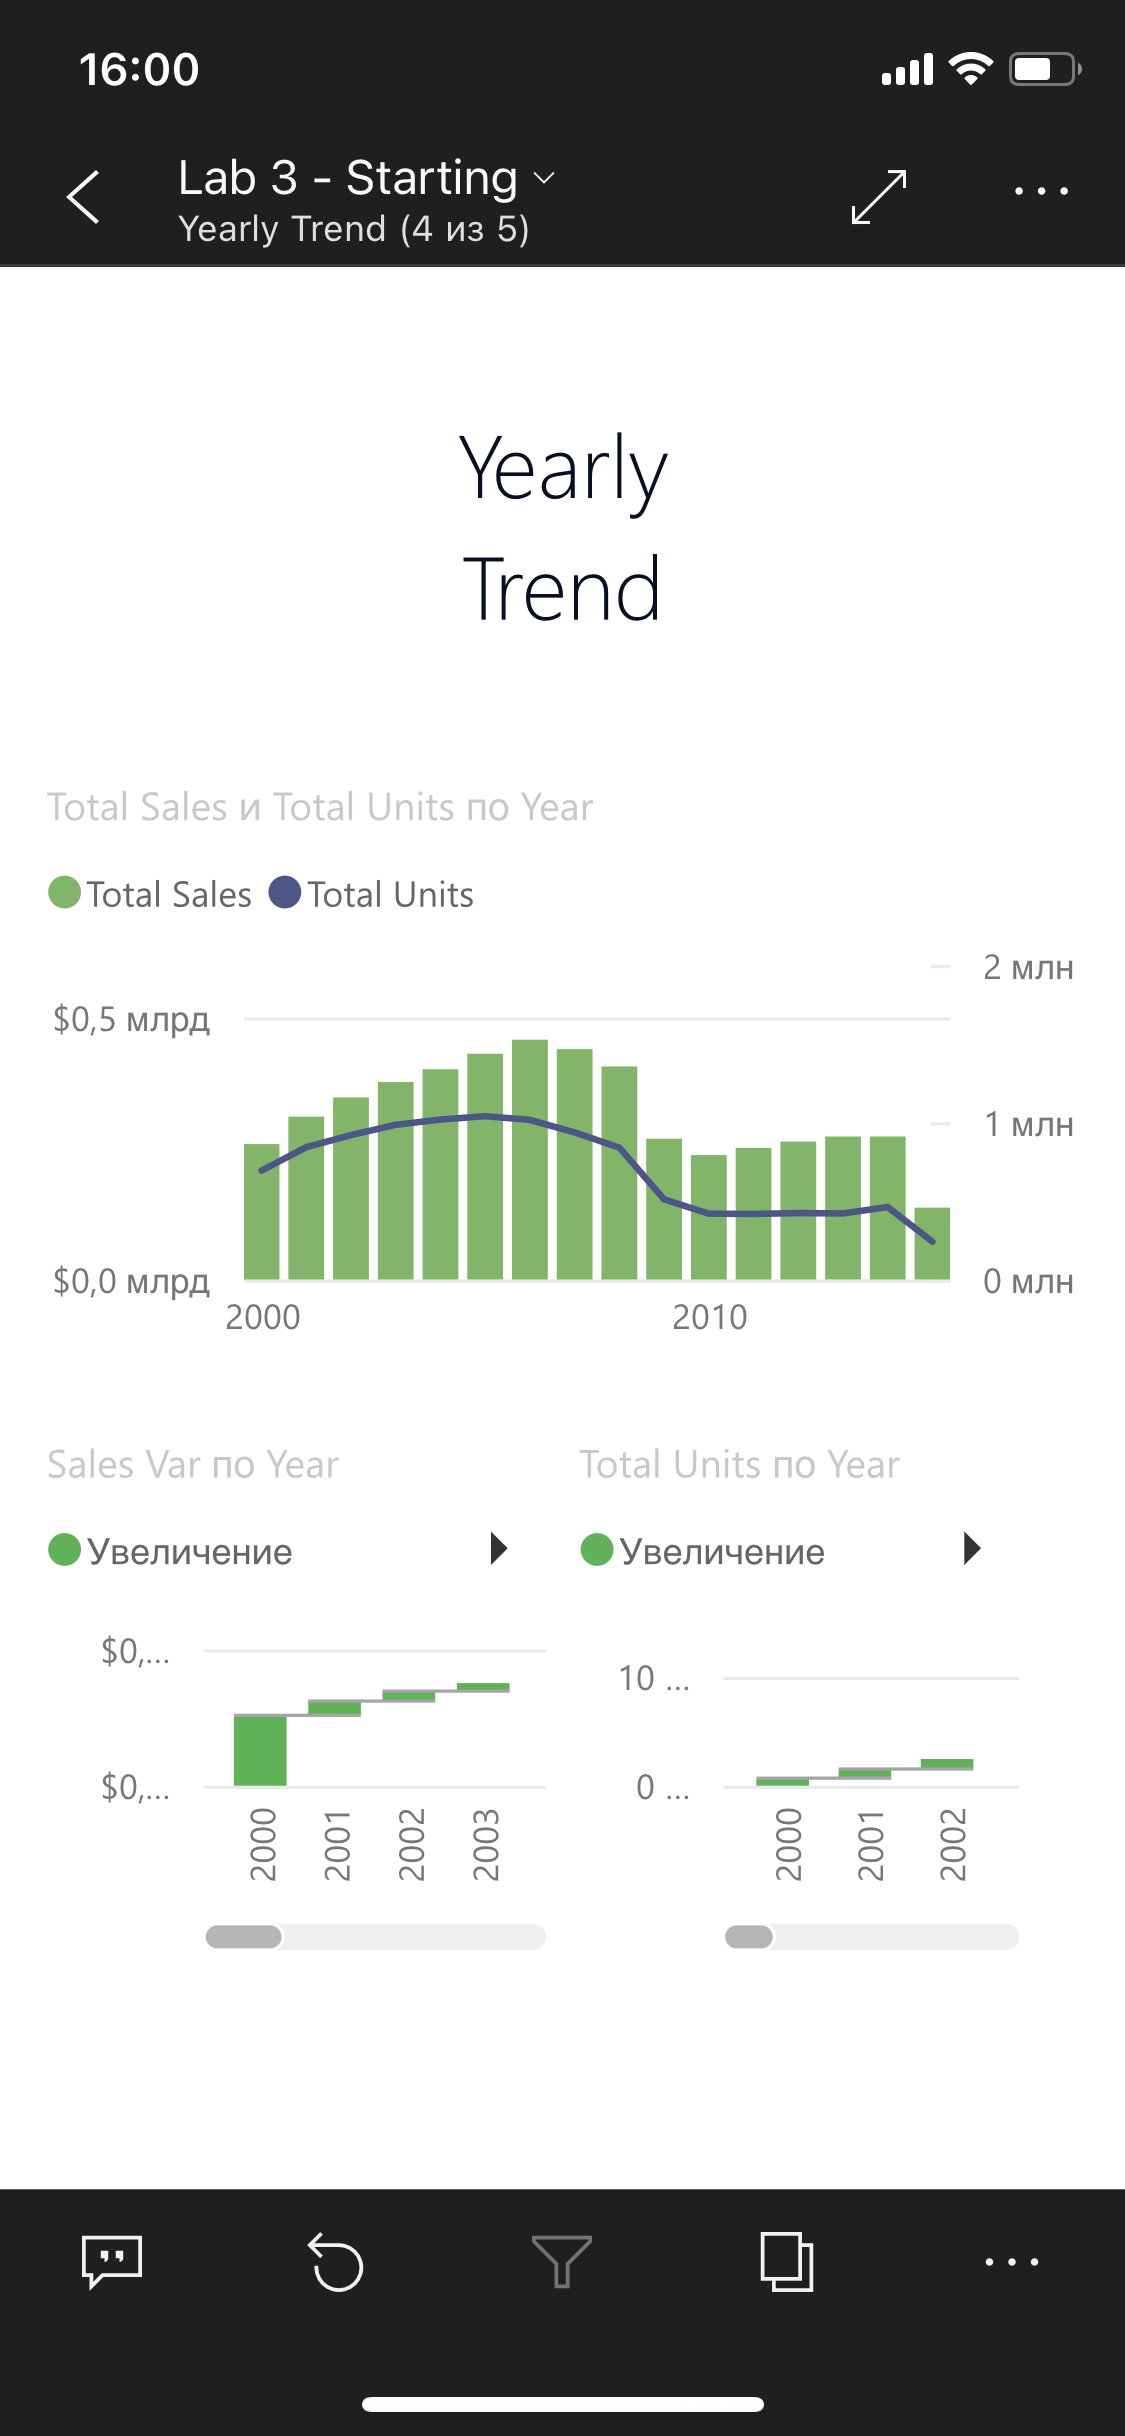 16:00
Lab 3 - Starting
Yearly Trend (4 из 5)
Yearly
Trend
Total Sales и Total Units по Year
Total Sales Total Units
2 млн
$0,5 млрд
1 млн
$0,0 млрд
0 млн
2000 2010
Sales Var по Year
Увеличение
$0,...
$0,...
2000 2001 2002 2003
Total Units по Year
Увеличение
10 ...
0 ...
2000 2001 2002